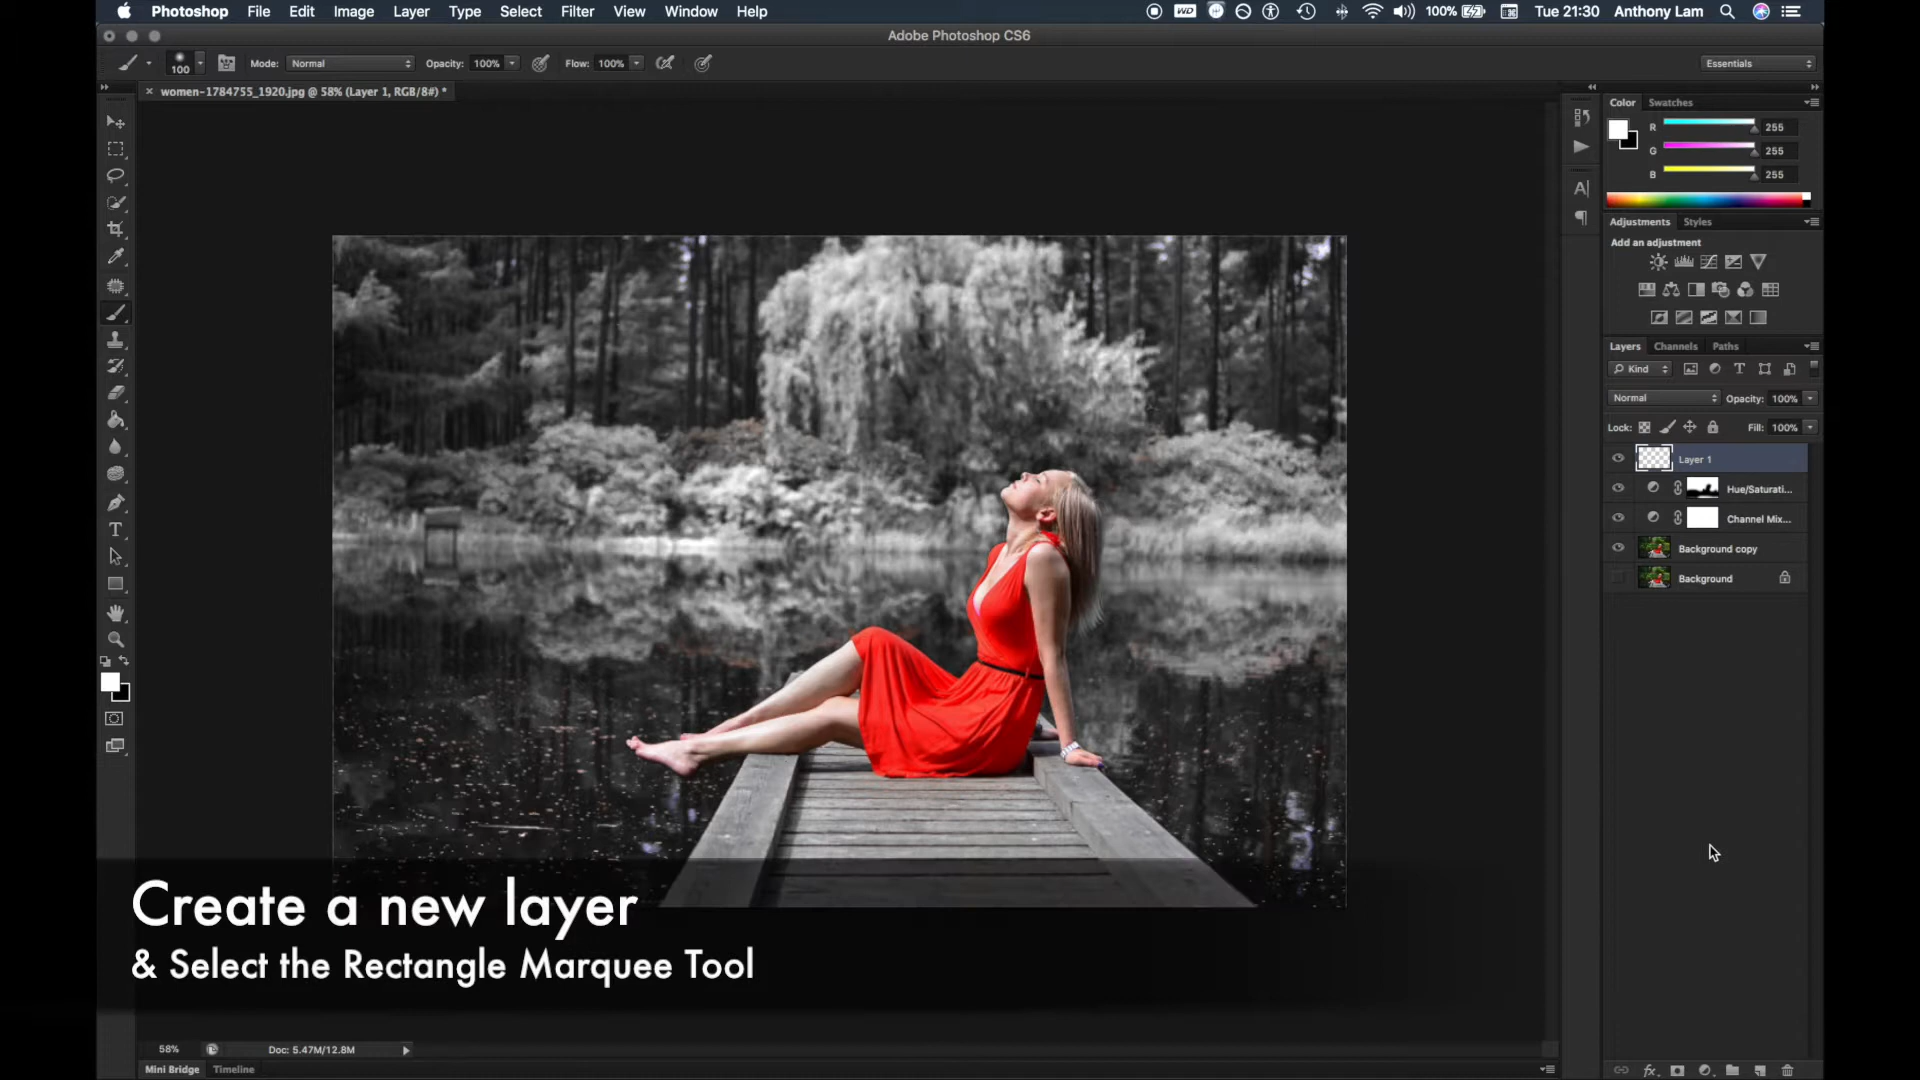 Photoshop File Edit Image Layer Type Select Filter View Window Help WD 100% Tue 21:30 Anthony Lam
Adobe Photoshop CS6
100 Mode: Normal Opacity: 100% Flow: 100% Essentials
women-1784755_1920.jpg @ 58% (Layer 1, RGB/8#) *
Color Swatches
R 255
G 255
B 255
Adjustments Styles
Add an adjustment
Layers Channels Paths
Kind
Normal Opacity: 100%
Lock: Fill: 100%
Layer 1
Hue/Saturati...
Channel Mix...
Background copy
Background
Create a new layer
& Select the Rectangle Marquee Tool
58% Doc: 5.47M/12.8M
Mini Bridge Timeline
fx